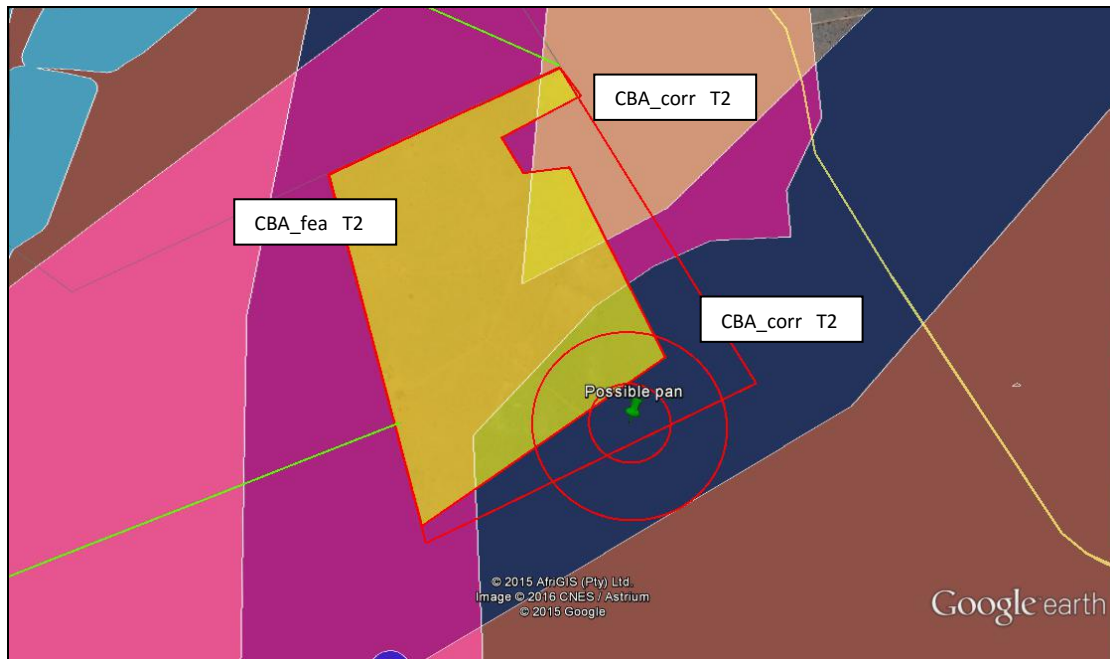 CBA_corr T2
CBA_fea T2
CBA_corr T2
Possible pan
© 2015 AfriGIS (Pty) Ltd.
Image © 2016 CNES / Astrium
© 2015 Google
Google earth